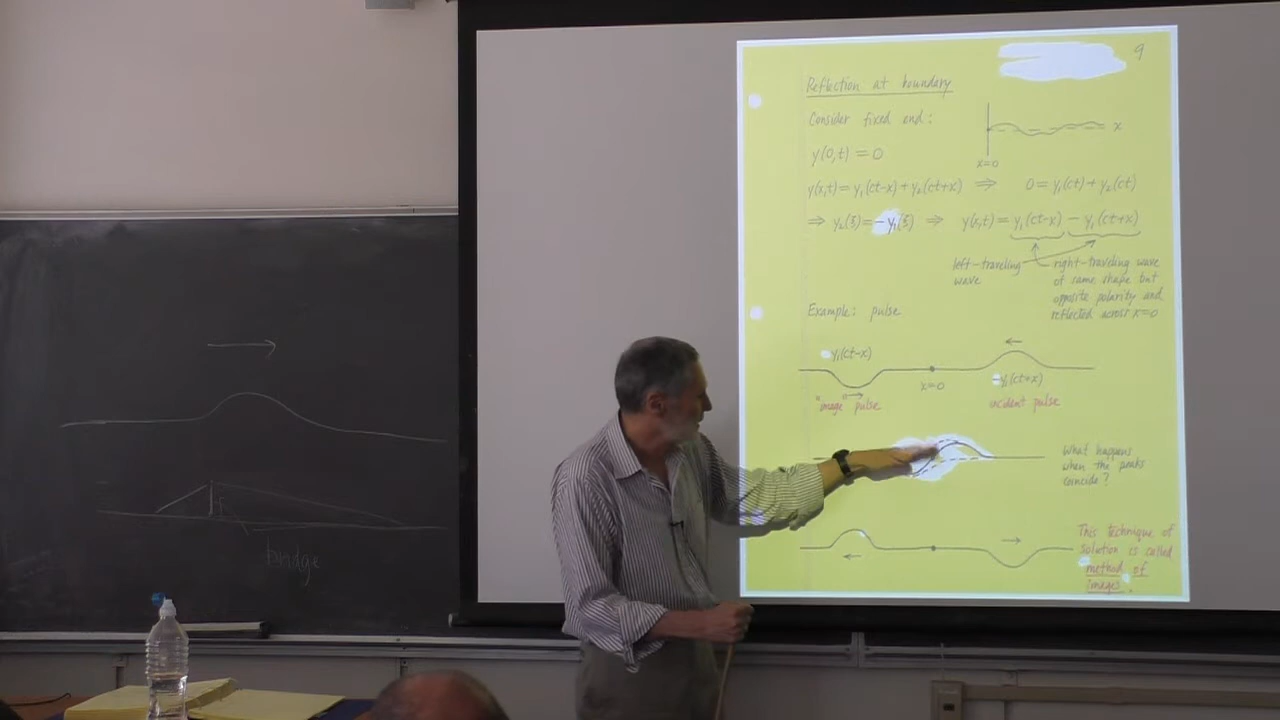 9
Reflection at boundary
Consider fixed end:
x
y(0,t) = 0
x=0
y(x,t) = y₁(ct-x) + y₂(ct+x) ⇒ 0 = y₁(ct) + y₂(ct)
⇒ y₂(ξ) = -y₁(ξ) ⇒ y(x,t) = y₁(ct-x) - y₁(ct+x)
left-traveling wave
right-traveling wave
of same shape but
opposite polarity and
reflected across x=0
Example: pulse
y₁(ct-x)
x=0
-y₁(ct+x)
image pulse
incident pulse
What happens
when the peaks
coincide?
This technique of
solution is called
method of
images.
bridge